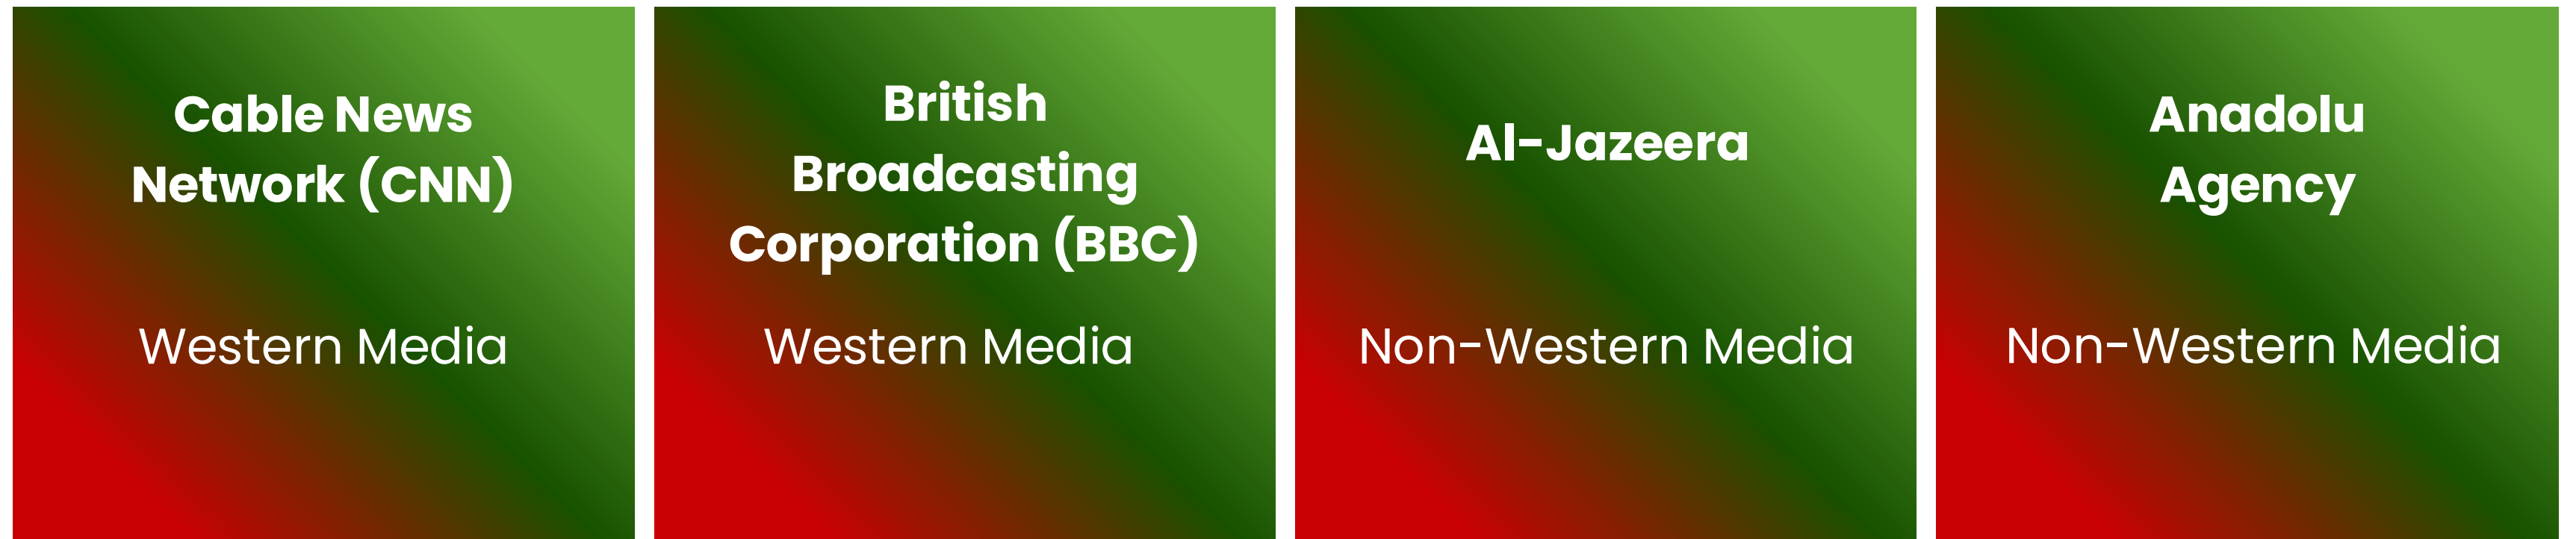 Cable News
Network (CNN)
Western Media
British
Broadcasting
Corporation (BBC)
Western Media
Al-Jazeera
Non-Western Media
Anadolu
Agency
Non-Western Media